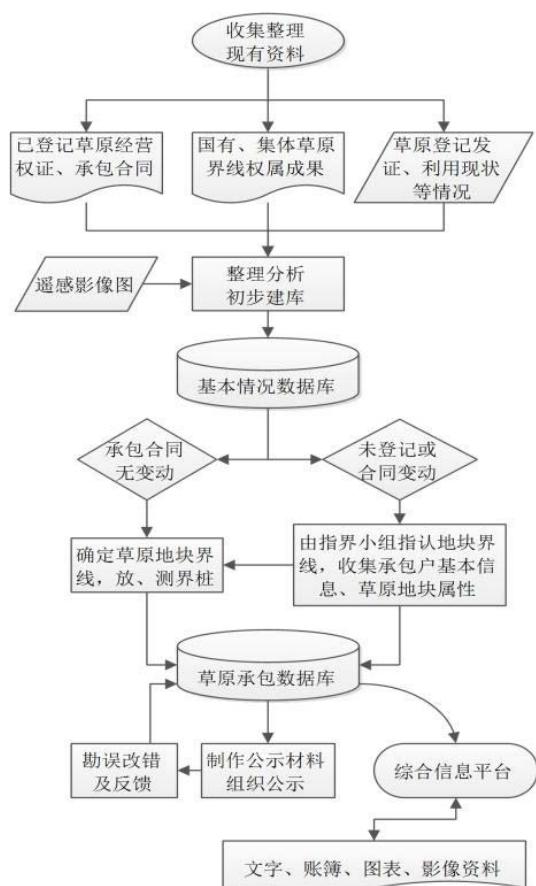 收集整理
现有资料
已登记草原经营
权证、承包合同
国有、集体草原
界线权属成果
草原登记发
证、利用现状
等情况
遥感影像图
整理分析
初步建库
基本情况数据库
承包合同
无变动
未登记或
合同变动
确定草原地块界
线，放、测界桩
由指界小组指认地块界
线，收集承包户基本信
息、草原地块属性
草原承包数据库
勘误改错
及反馈
制作公示材料
组织公示
综合信息平台
文字、账簿、图表、影像资料